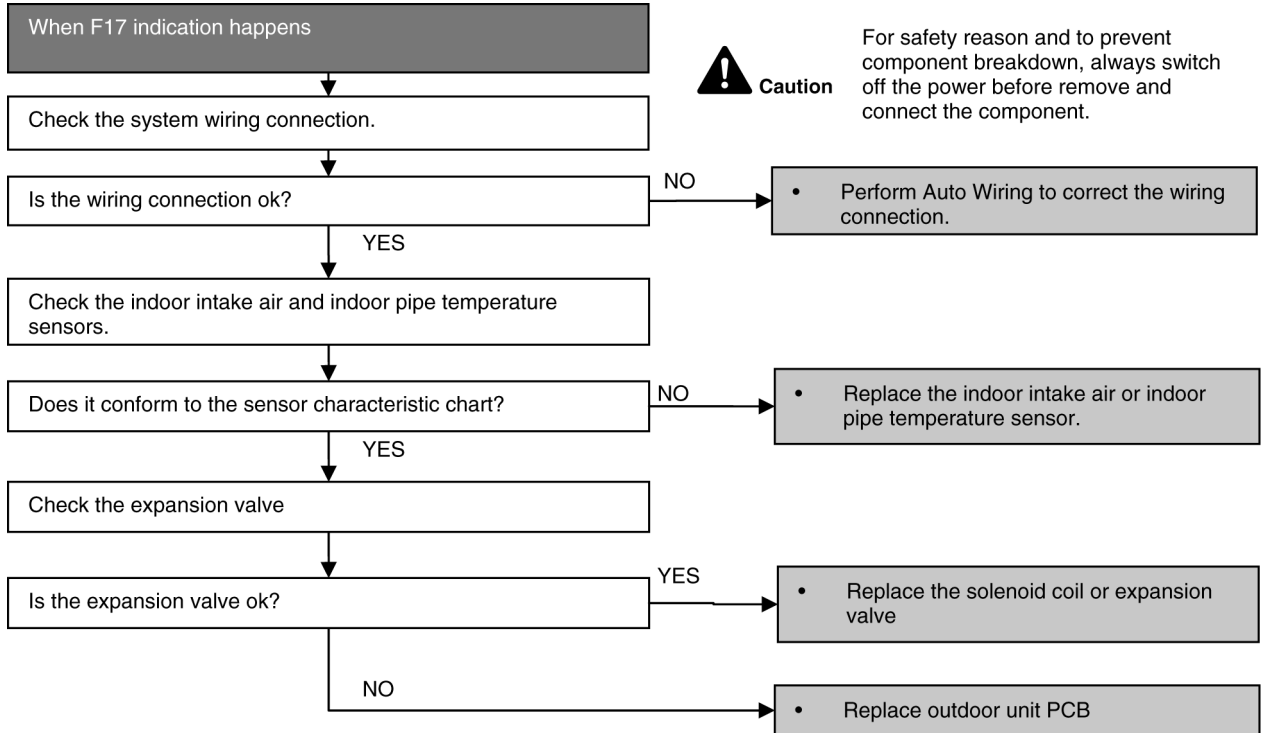 When F17 indication happens
For safety reason and to prevent
component breakdown, always switch
off the power before remove and
connect the component.
Caution
Check the system wiring connection.
Is the wiring connection ok?
NO
• Perform Auto Wiring to correct the wiring
connection.
YES
Check the indoor intake air and indoor pipe temperature
sensors.
Does it conform to the sensor characteristic chart?
NO
• Replace the indoor intake air or indoor
pipe temperature sensor.
YES
Check the expansion valve
Is the expansion valve ok?
YES
• Replace the solenoid coil or expansion
valve
NO
• Replace outdoor unit PCB